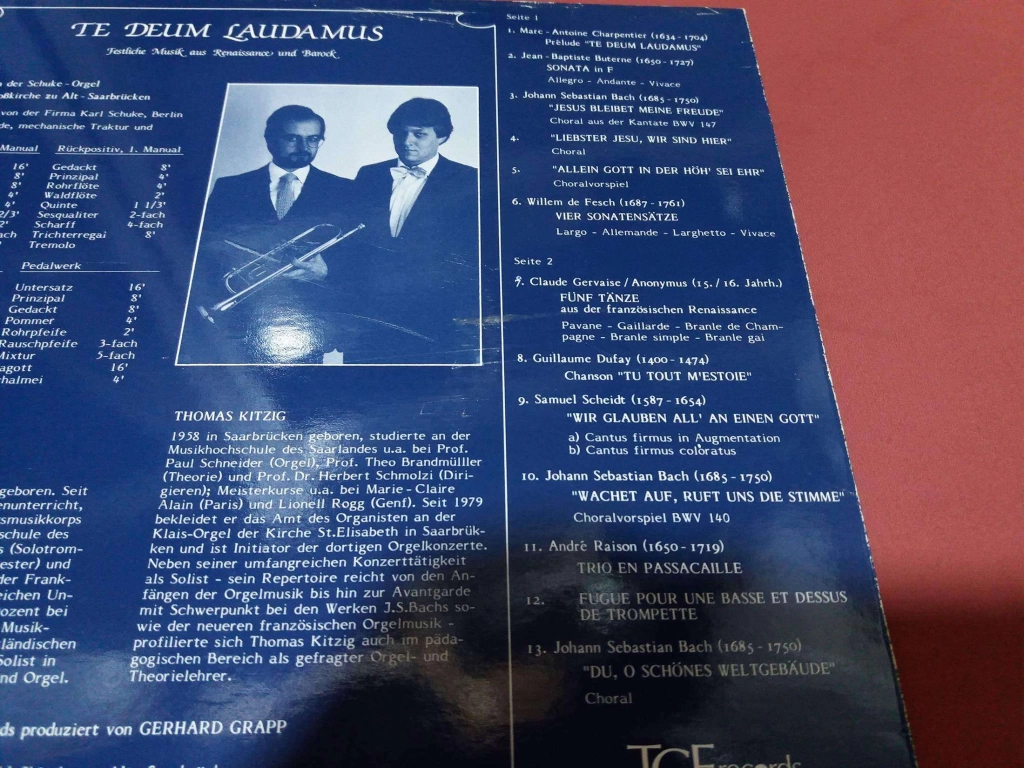 TE DEUM LAUDAMUS
Festliche Musik aus Renaissance und Barock
der Schuke - Orgel
kirche zu Alt - Saarbrücken
von der Firma Karl Schuke, Berlin
mechanische Traktur und
Manual Rückpositiv, 1. Manual
16' Gedackt 8'
8' Prinzipal 4'
8' Rohrflöte 4'
4' Waldflöte 2'
4' Quinte 1 1/3'
2/3' Sesqualiter 2-fach
2' Scharff 4-fach
ach Trichterregal 8'
Tremolo
Pedalwerk
Untersatz 16'
Prinzipal 8'
Gedackt 8'
Pommer 4'
Rohrpfeife 2'
Rauschpfeife 3-fach
Mixtur 5-fach
agott 16'
halmei 4'
THOMAS KITZIG
1958 in Saarbrücken geboren, studierte an der
Musikhochschule des Saarlandes u.a. bei Prof.
Paul Schneider (Orgel), Prof. Theo Brandmülller
(Theorie) und Prof. Dr. Herbert Schmolzi (Diri-
gieren); Meisterkurse u.a. bei Marie - Claire
Alain (Paris) und Lionell Rogg (Genf). Seit 1979
bekleidet er das Amt des Organisten an der
Klais-Orgel der Kirche St.Elisabeth in Saarbrük-
ken und ist Initiator der dortigen Orgelkonzerte.
Neben seiner umfangreichen Konzerttätigkeit
als Solist - sein Repertoire reicht von den An-
fängen der Orgelmusik bis hin zur Avantgarde
mit Schwerpunkt bei den Werken J.S.Bachs so-
wie der neueren französischen Orgelmusik -
profilierte sich Thomas Kitzig auch im päda-
gogischen Bereich als gefragter Orgel- und
Theorielehrer.
geboren. Seit
enunterricht,
smusikkorps
schule des
s (Solotrom-
ester) und
der Frank-
eichen Un-
ozent bei
Musik-
ländischen
Solist in
nd Orgel.
ds produziert von GERHARD GRAPP
Seite 1
1. Marc - Antoine Charpentier (1634 - 1704)
Prélude "TE DEUM LAUDAMUS"
2. Jean - Baptiste Buterne (1650 - 1727)
SONATA in F
Allegro - Andante - Vivace
3. Johann Sebastian Bach (1685 - 1750)
"JESUS BLEIBET MEINE FREUDE"
Choral aus der Kantate BWV 147
4. "LIEBSTER JESU, WIR SIND HIER"
Choral
5. "ALLEIN GOTT IN DER HÖH' SEI EHR"
Choralvorspiel
6. Willem de Fesch (1687 - 1761)
VIER SONATENSÄTZE
Largo - Allemande - Larghetto - Vivace
Seite 2
7. Claude Gervaise / Anonymus (15. / 16. Jahrh.)
FÜNF TÄNZE
aus der französischen Renaissance
Pavane - Gaillarde - Branle de Cham-
pagne - Branle simple - Branle gai
8. Guillaume Dufay (1400 - 1474)
Chanson "TU TOUT M'ESTOIE"
9. Samuel Scheidt (1587 - 1654)
"WIR GLAUBEN ALL' AN EINEN GOTT"
a) Cantus firmus in Augmentation
b) Cantus firmus coloratus
10. Johann Sebastian Bach (1685 - 1750)
"WACHET AUF, RUFT UNS DIE STIMME"
Choralvorspiel BWV 140
11. André Raison (1650 - 1719)
TRIO EN PASSACAILLE
12. FUGUE POUR UNE BASSE ET DESSUS
DE TROMPETTE
13. Johann Sebastian Bach (1685 - 1750)
"DU, O SCHÖNES WELTGEBÄUDE"
Choral
records